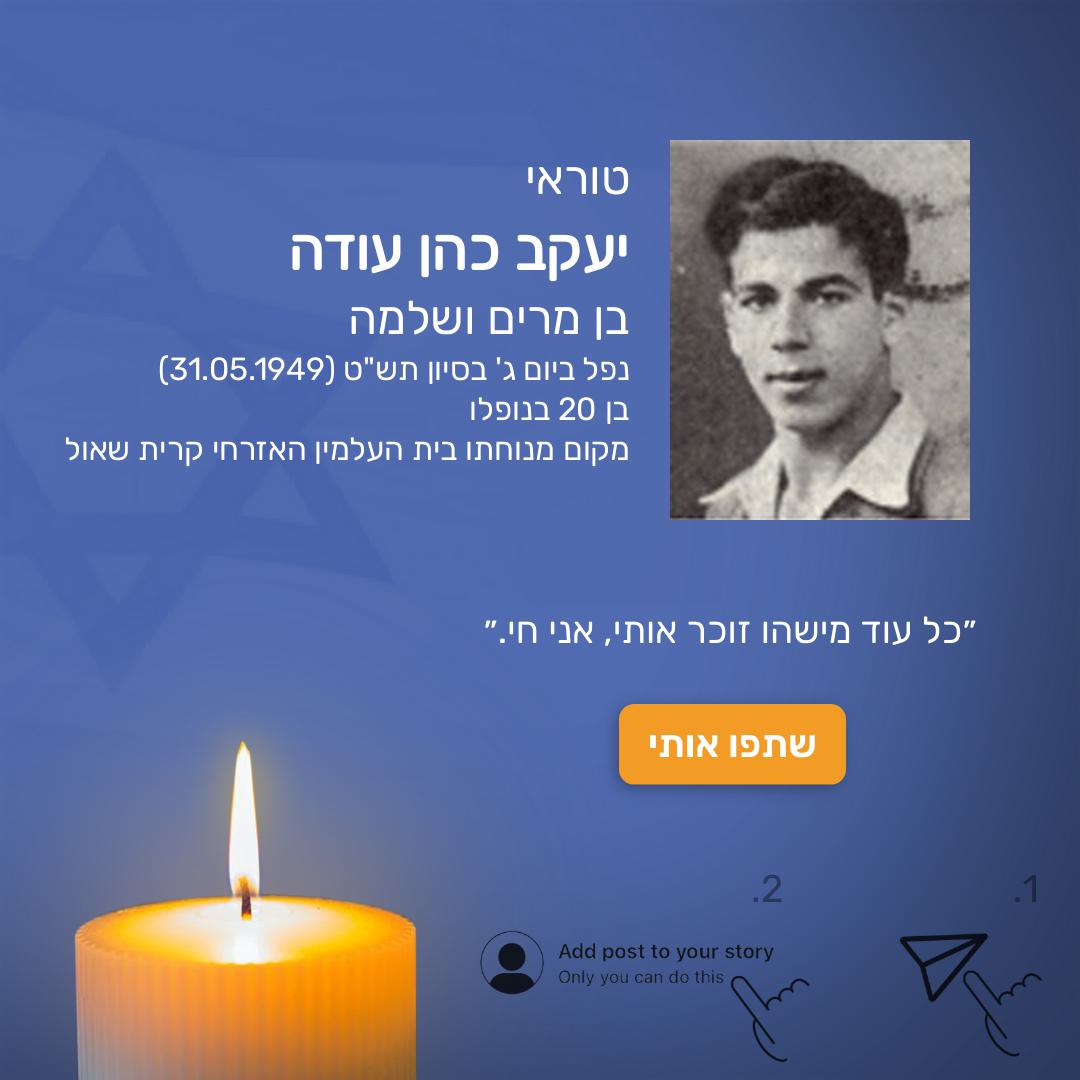 טוראי
יעקב כהן עודה
בן מרים ושלמה
נפל ביום ג' בסיון תש"ט (31.05.1949)
בן 20 בנופלו
מקום מנוחתו בית העלמין האזרחי קרית שאול
״כל עוד מישהו זוכר אותי, אני חי.״
שתפו אותי
.1
.2
Add post to your story
Only you can do this